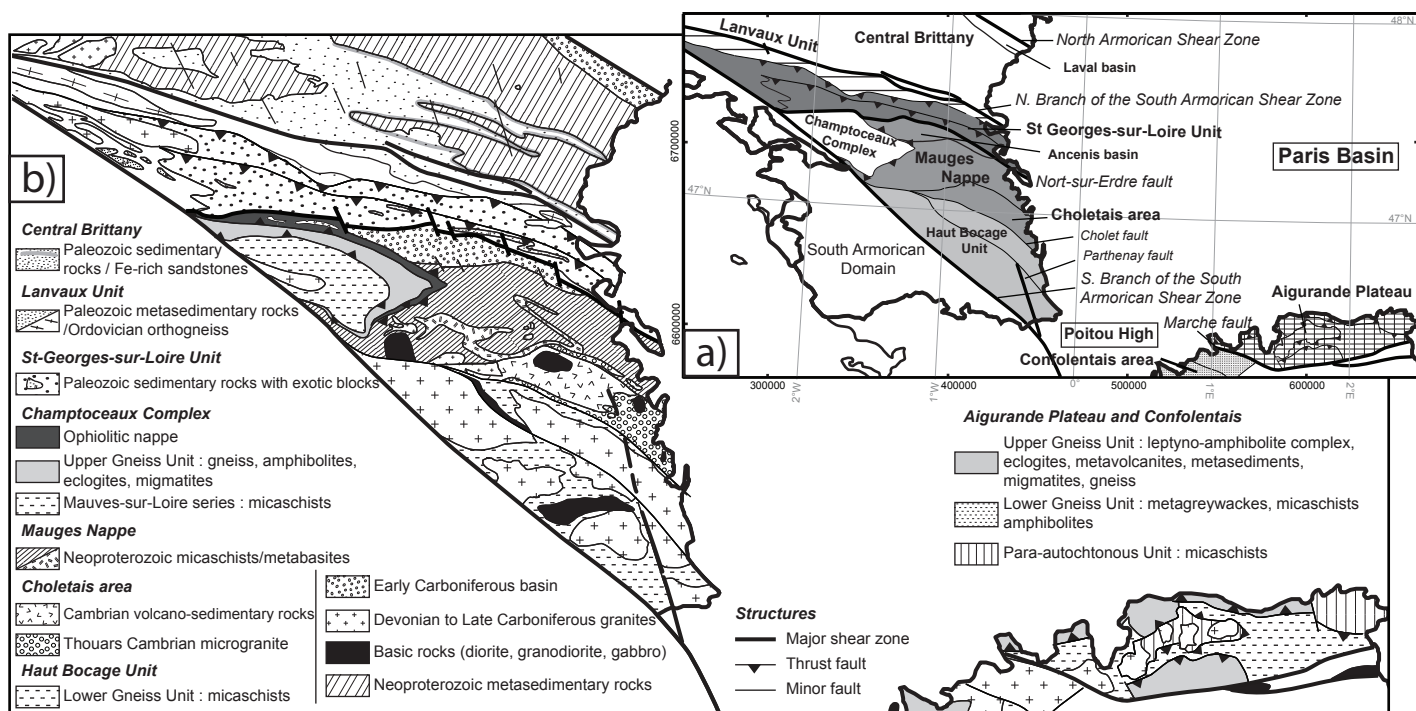 b)
Central Brittany
Paleozoic sedimentary
rocks / Fe-rich sandstones
Lanvaux Unit
Paleozoic metasedimentary rocks
/Ordovician orthogneiss
St-Georges-sur-Loire Unit
Paleozoic sedimentary rocks with exotic blocks
Champtoceaux Complex
Ophiolitic nappe
Upper Gneiss Unit : gneiss, amphibolites,
eclogites, migmatites
Mauves-sur-Loire series : micaschists
Mauges Nappe
Neoproterozoic micaschists/metabasites
Choletais area
Cambrian volcano-sedimentary rocks
Thouars Cambrian microgranite
Haut Bocage Unit
Lower Gneiss Unit : micaschists
Early Carboniferous basin
Devonian to Late Carboniferous granites
Basic rocks (diorite, granodiorite, gabbro)
Neoproterozoic metasedimentary rocks
Structures
Major shear zone
Thrust fault
Minor fault
Aigurande Plateau and Confolentais
Upper Gneiss Unit : leptyno-amphibolite complex,
eclogites, metavolcanites, metasediments,
migmatites, gneiss
Lower Gneiss Unit : metagreywackes, micaschists
amphibolites
Para-autochtonous Unit : micaschists
a)
48°N
Lanvaux Unit
Central Brittany
North Armorican Shear Zone
Laval basin
N. Branch of the South Armorican Shear Zone
St Georges-sur-Loire Unit
Champtoceaux
Complex
Ancenis basin
Mauges
Nappe
Paris Basin
Nort-sur-Erdre fault
47°N
47°N
Choletais area
Haut Bocage
Unit
Cholet fault
Parthenay fault
South Armorican
Domain
S. Branch of the South
Armorican Shear Zone
Aigurande Plateau
Poitou High
Marche fault
Confolentais area
6700000
6600000
300000
400000
500000
600000
2°W
1°W
0°
1°E
2°E